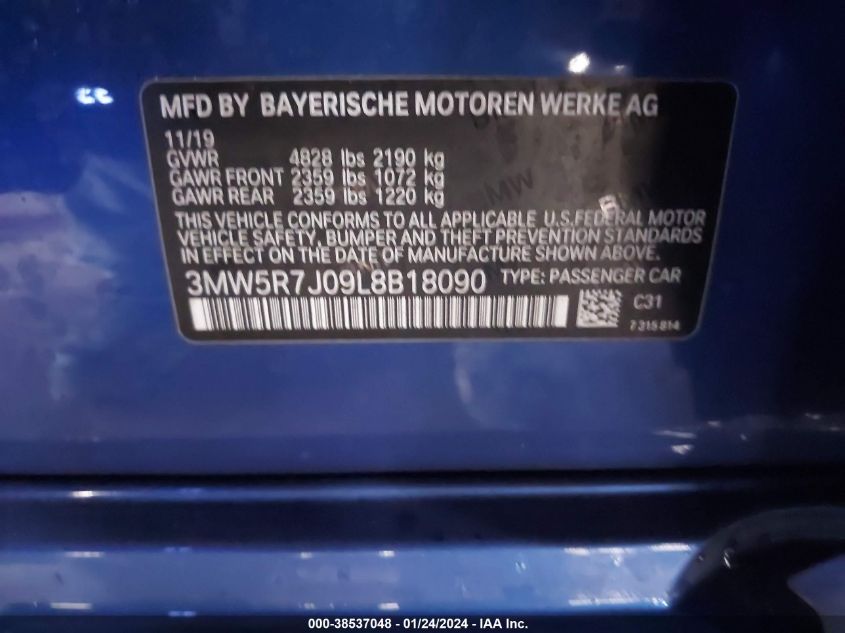 MFD BY BAYERISCHE MOTOREN WERKE AG
11/19
GVWR 4828 lbs 2190 kg
GAWR FRONT 2359 lbs 1072 kg
GAWR REAR 2359 lbs 1220 kg
THIS VEHICLE CONFORMS TO ALL APPLICABLE U.S.FEDERAL MOTOR
VEHICLE SAFETY, BUMPER AND THEFT PREVENTION STANDARDS
IN EFFECT ON THE DATE OF MANUFACTURE SHOWN ABOVE.
3MW5R7J09L8B18090 TYPE: PASSENGER CAR
C31
7315814
000-38537048 - 01/24/2024 - IAA Inc.